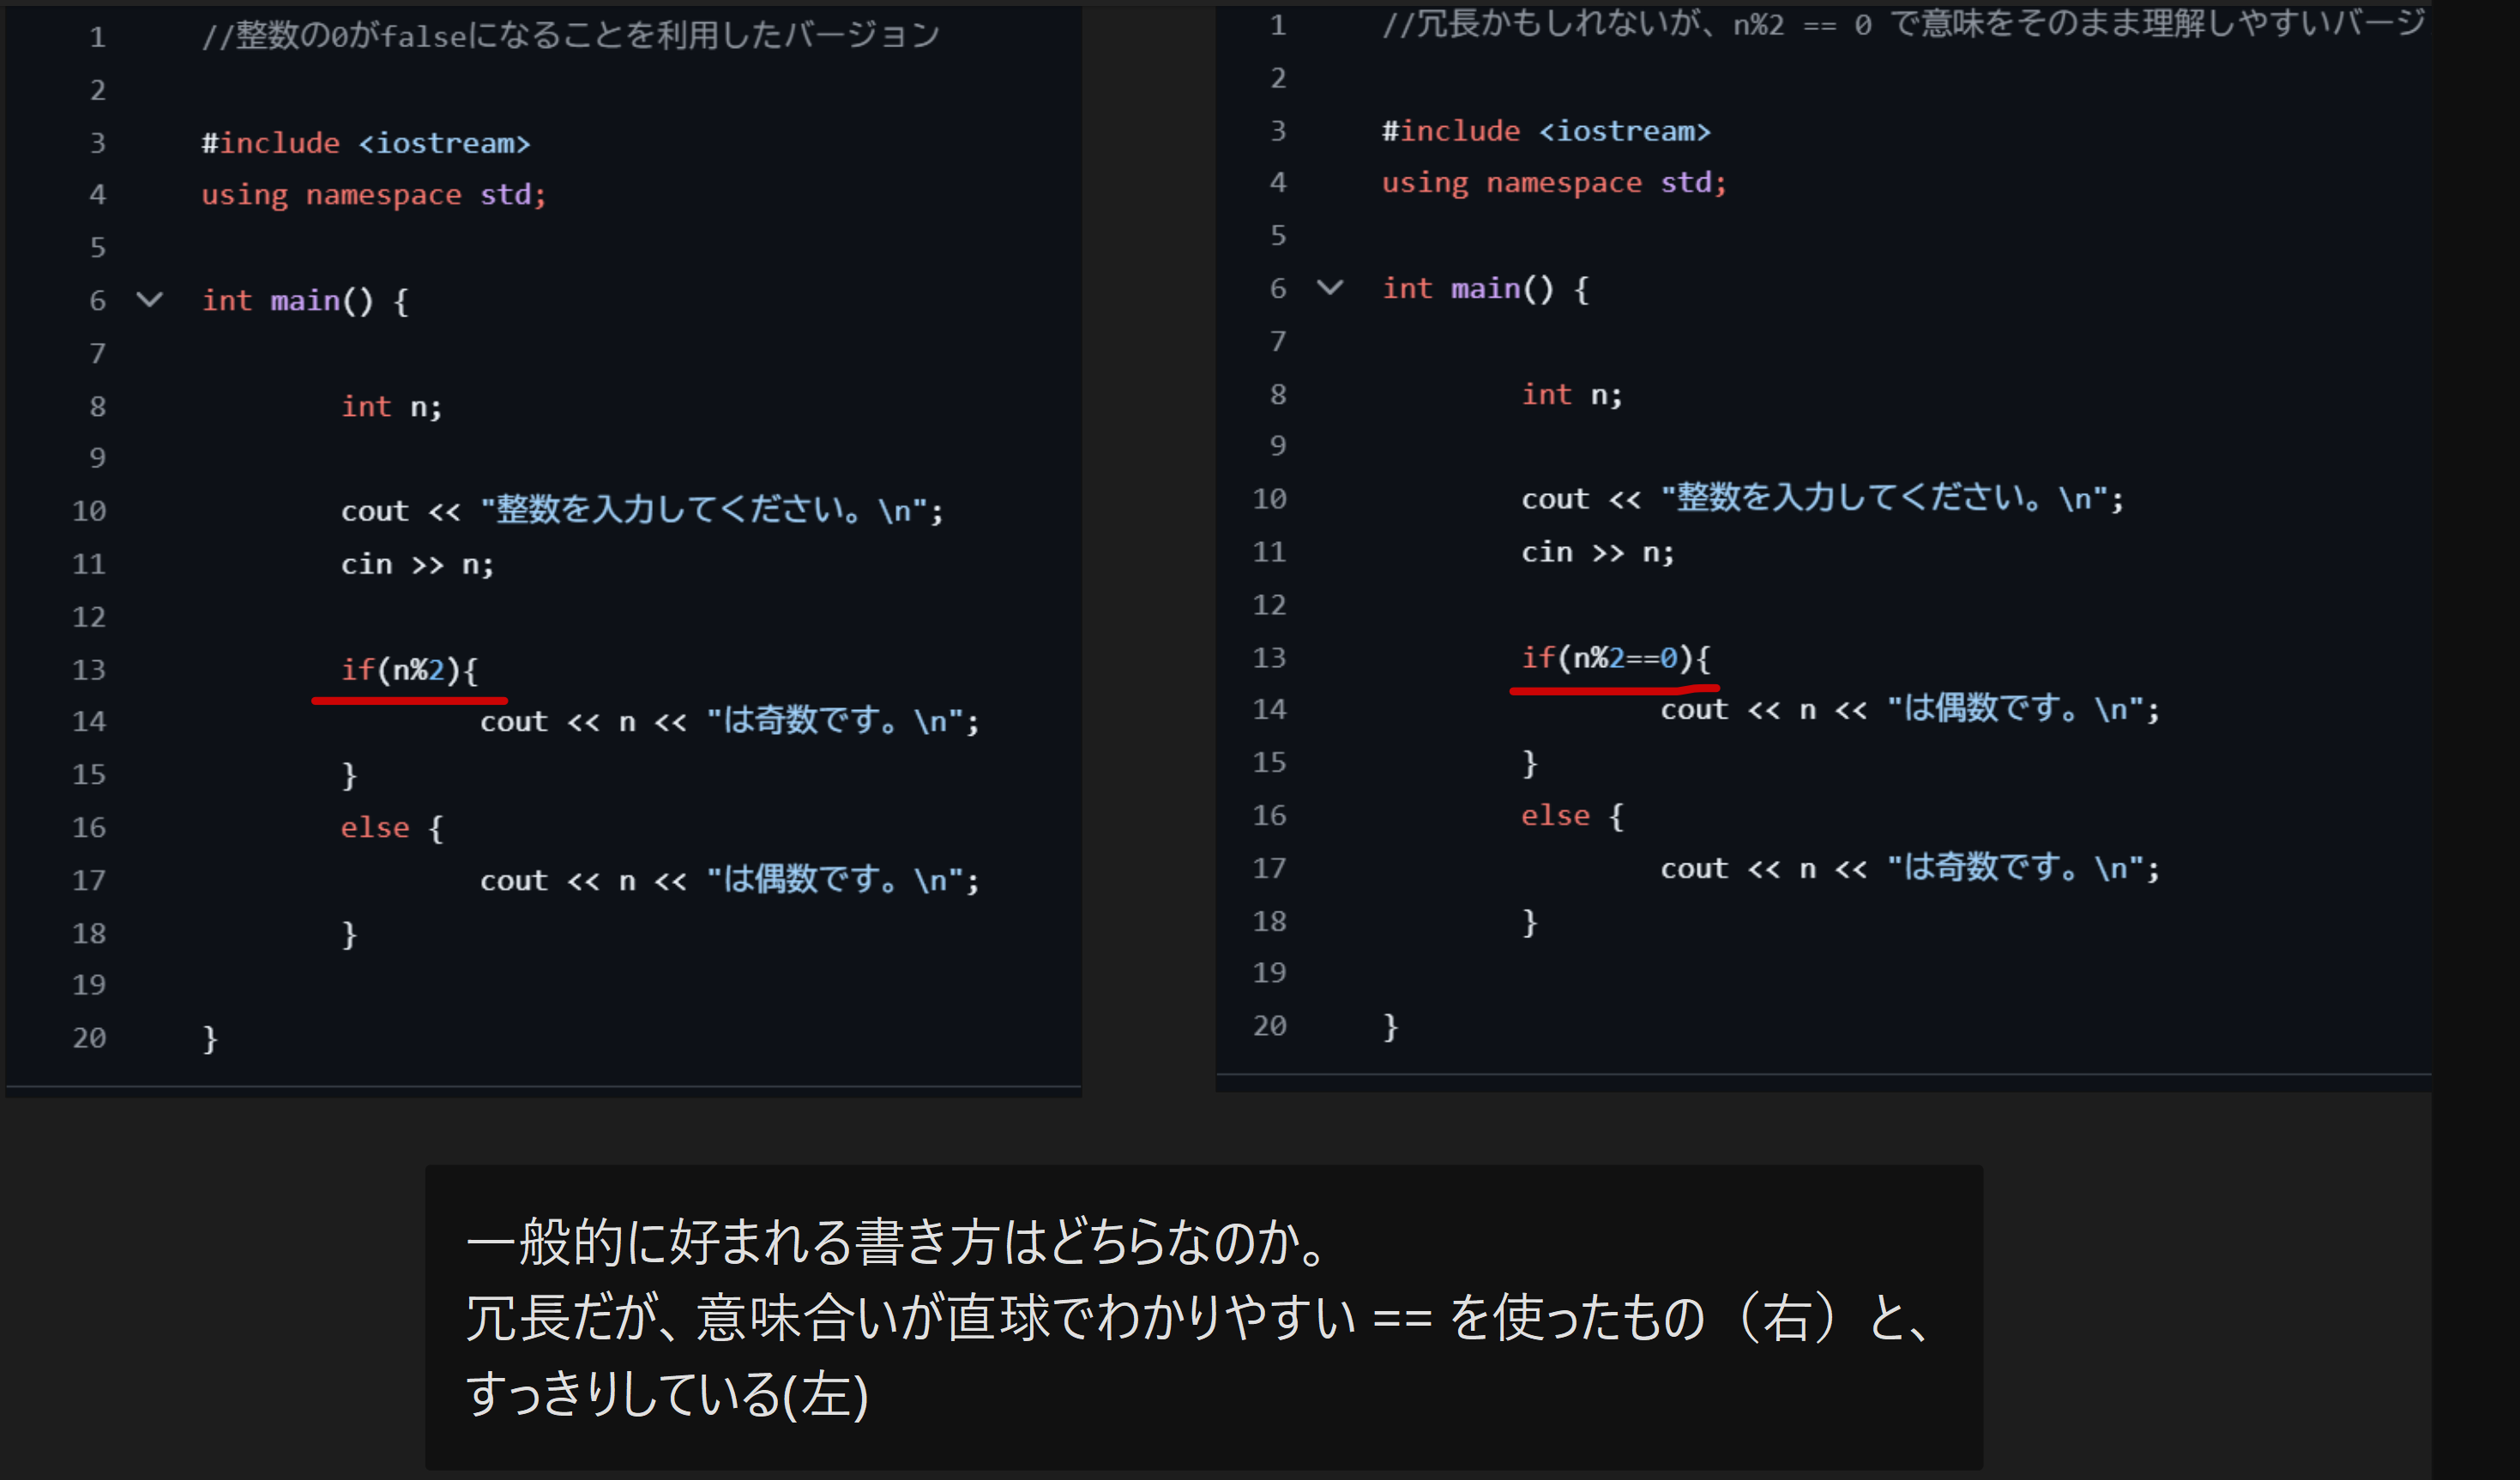 1 //整数の0がfalseになることを利用したバージョン
2
3 #include <iostream>
4 using namespace std;
5
6 int main() {
7
8 int n;
9
10 cout << "整数を入力してください。\n";
11 cin >> n;
12
13 if(n%2){
14 cout << n << "は奇数です。\n";
15 }
16 else {
17 cout << n << "は偶数です。\n";
18 }
19
20 }
1 //冗長かもしれないが、n%2 == 0 で意味をそのまま理解しやすいバージ
2
3 #include <iostream>
4 using namespace std;
5
6 int main() {
7
8 int n;
9
10 cout << "整数を入力してください。\n";
11 cin >> n;
12
13 if(n%2==0){
14 cout << n << "は偶数です。\n";
15 }
16 else {
17 cout << n << "は奇数です。\n";
18 }
19
20 }
一般的に好まれる書き方はどちらなのか。
冗長だが、意味合いが直球でわかりやすい == を使ったもの（右）と、
すっきりしている(左)